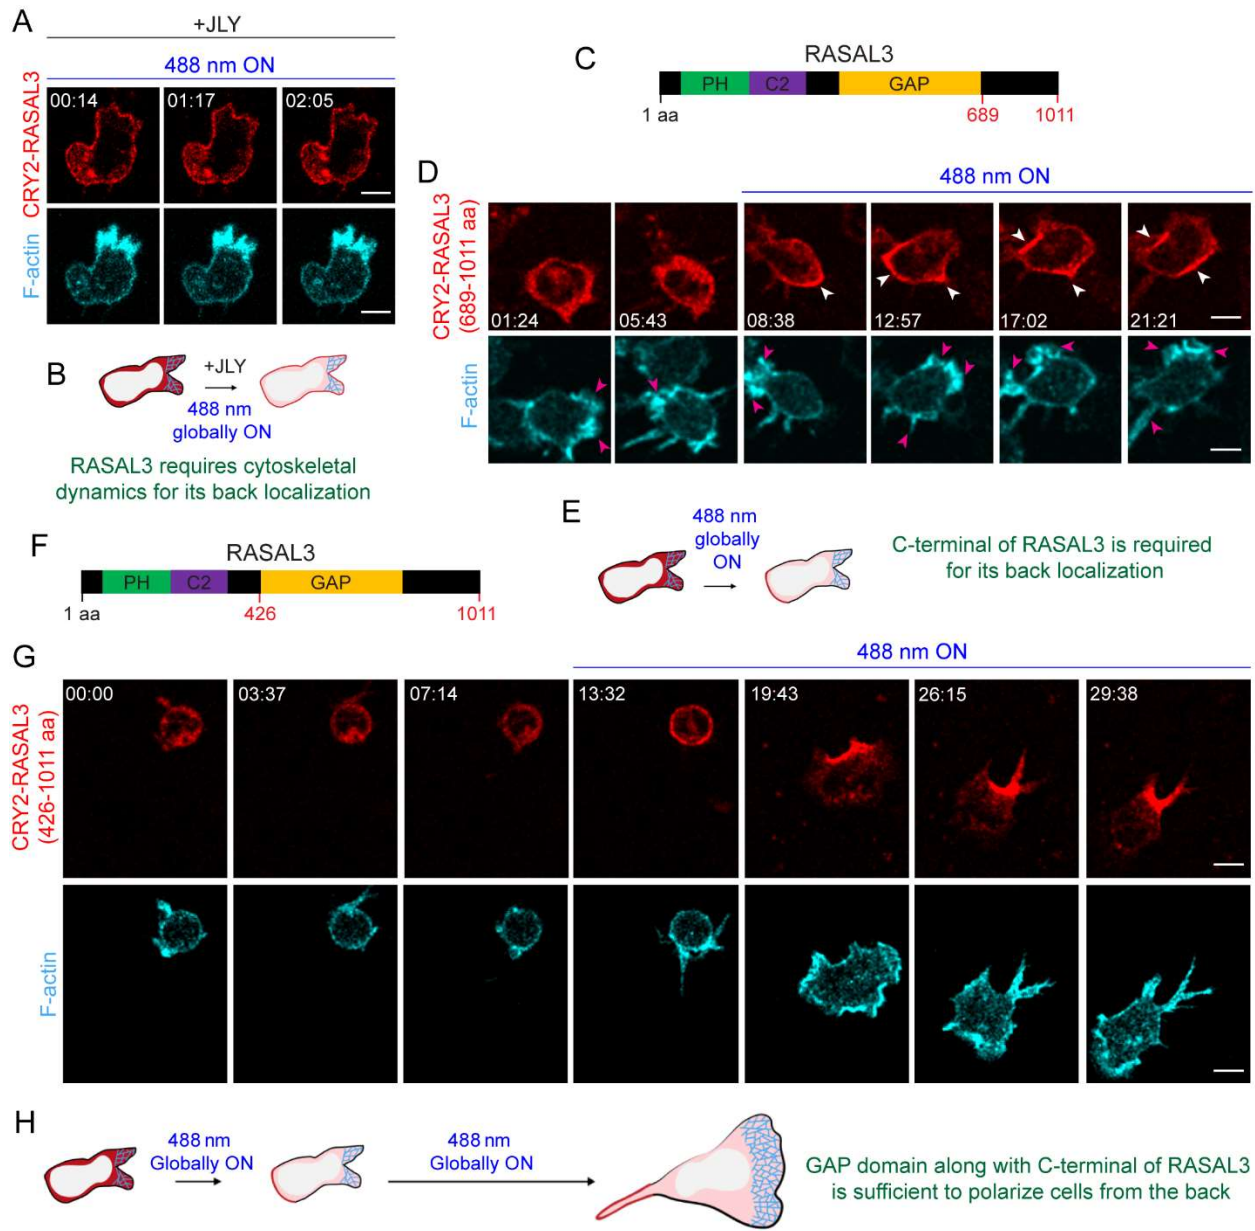 A
+JLY
488 nm ON
CRY2-RASAL3
00:14
01:17
02:05
F-actin
B
+JLY
488 nm
globally ON
RASAL3 requires cytoskeletal
dynamics for its back localization
C
RASAL3
PH
C2
GAP
1 aa
689
1011
D
488 nm ON
CRY2-RASAL3
(689-1011 aa)
01:24
05:43
08:38
12:57
17:02
21:21
F-actin
E
488 nm
globally
ON
C-terminal of RASAL3 is required
for its back localization
F
RASAL3
PH
C2
GAP
1 aa
426
1011
G
488 nm ON
CRY2-RASAL3
(426-1011 aa)
00:00
03:37
07:14
13:32
19:43
26:15
29:38
F-actin
H
488 nm
Globally ON
488 nm
Globally ON
GAP domain along with C-terminal of RASAL3
is sufficient to polarize cells from the back